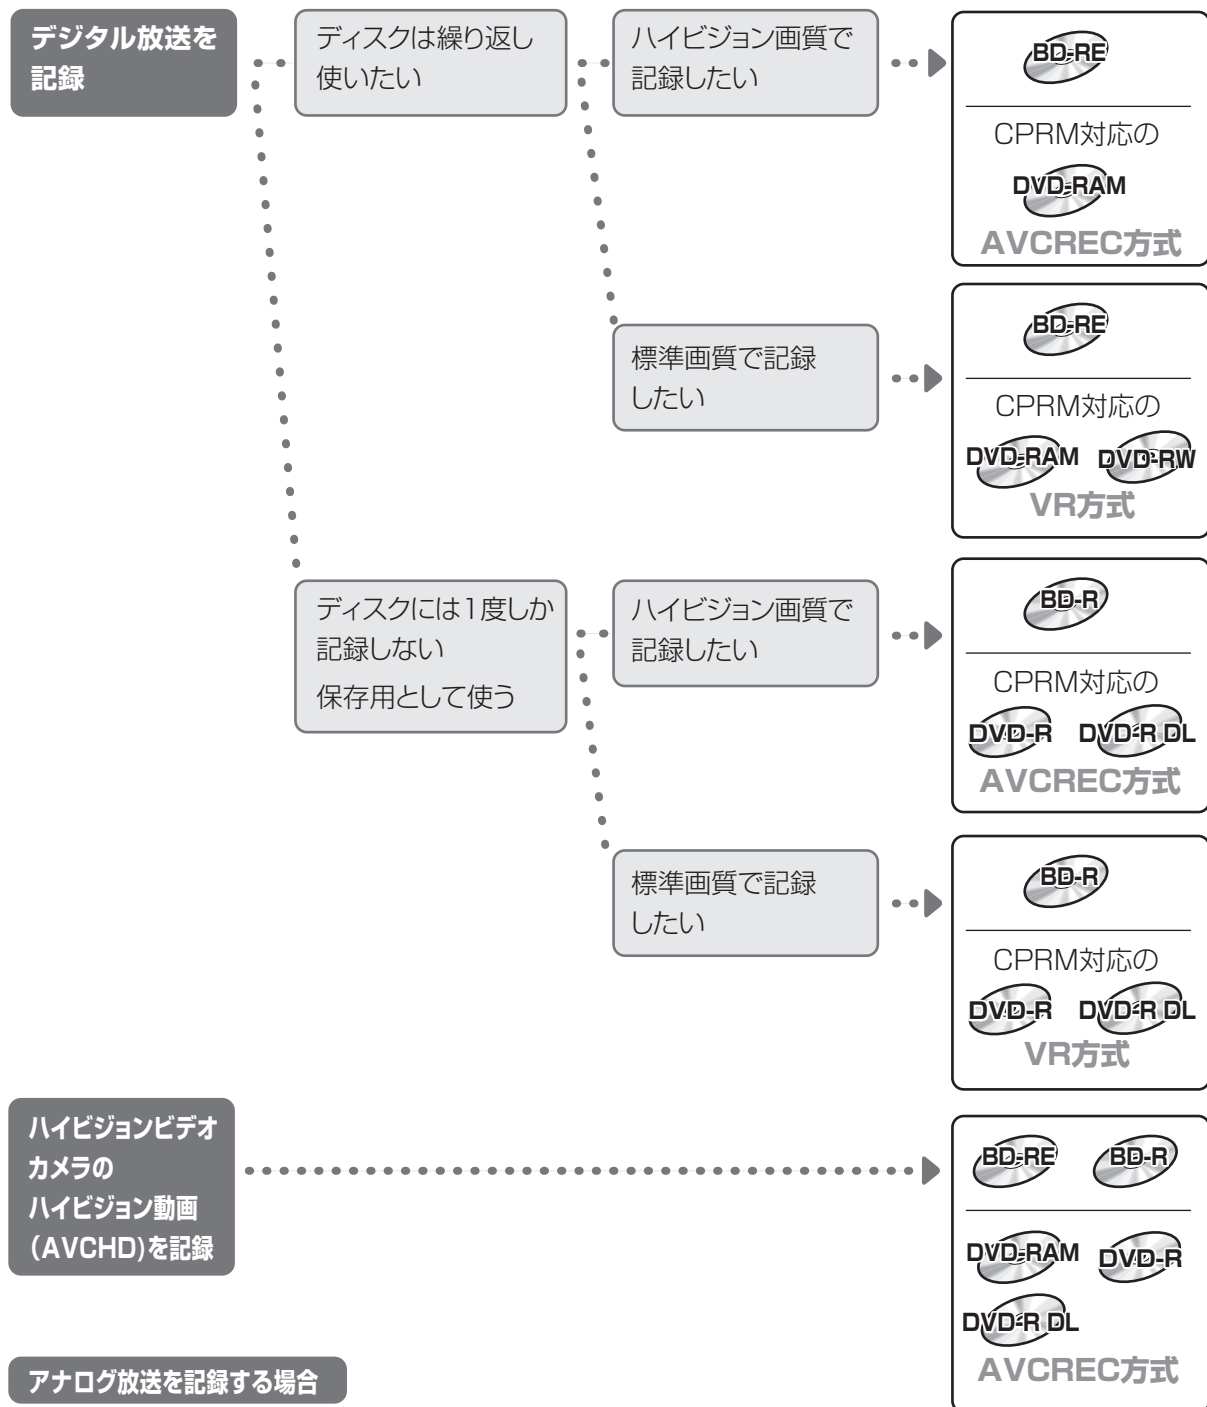 デジタル放送を
記録
ディスクは繰り返し
使いたい
ハイビジョン画質で
記録したい
BD-RE
CPRM対応の
DVD-RAM
AVCREC方式
標準画質で記録
したい
BD-RE
CPRM対応の
DVD-RAM DVD-RW
VR方式
ディスクには1度しか
記録しない
保存用として使う
ハイビジョン画質で
記録したい
BD-R
CPRM対応の
DVD-R DVD-R DL
AVCREC方式
標準画質で記録
したい
BD-R
CPRM対応の
DVD-R DVD-R DL
VR方式
ハイビジョンビデオ
カメラの
ハイビジョン動画
(AVCHD)を記録
BD-RE BD-R
DVD-RAM DVD-R
DVD-R DL
AVCREC方式
アナログ放送を記録する場合